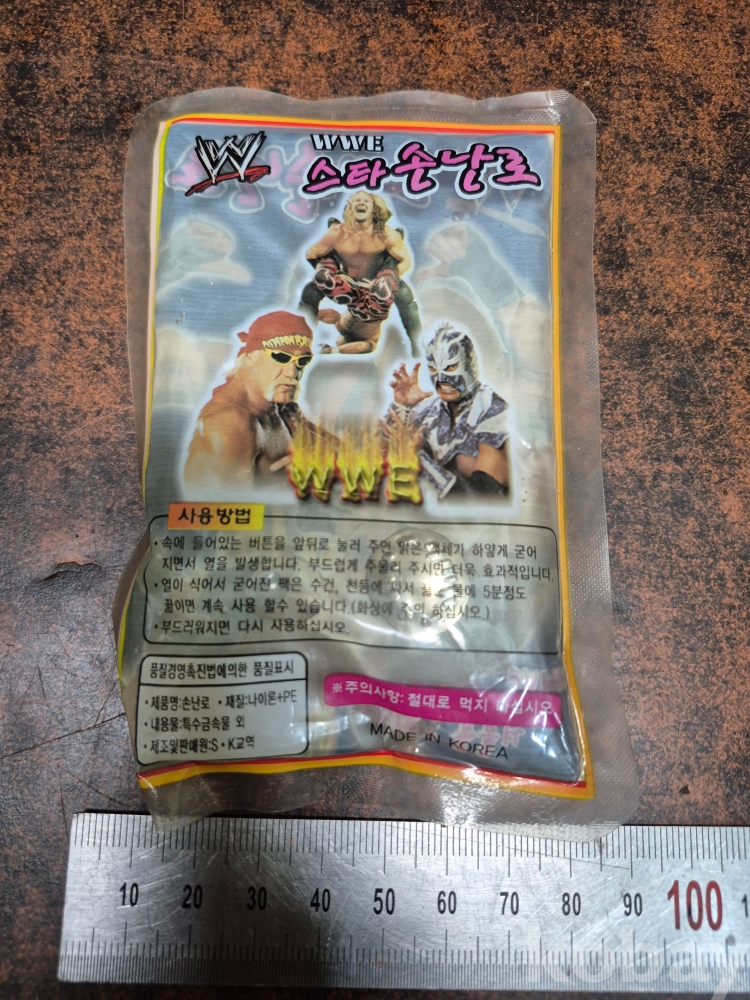 W
WWE
스타손난로
WWE
사용방법
· 속에 들어있는 버튼을 앞뒤로 눌러 주면 맑은 액체가 하얗게 굳어
지면서 열을 발생합니다. 부드럽게 주물러 주시면 더욱 효과적입니다.
· 열이 식어서 굳어진 팩은 수건, 천등에 싸서 끓는 물에 5분정도
끓이면 계속 사용 할수 있습니다.(화상에 주의 하십시오.)
· 부드러워지면 다시 사용하십시오.
품질경영촉진법에의한 품질표시
· 제품명:손난로 · 재질:나이론+PE
· 내용물:특수금속물 외
· 제조및판매원:S·K교역
※주의사항: 절대로 먹지 마십시오.
MADE IN KOREA
10 20 30 40 50 60 70 80 90 100
kobay